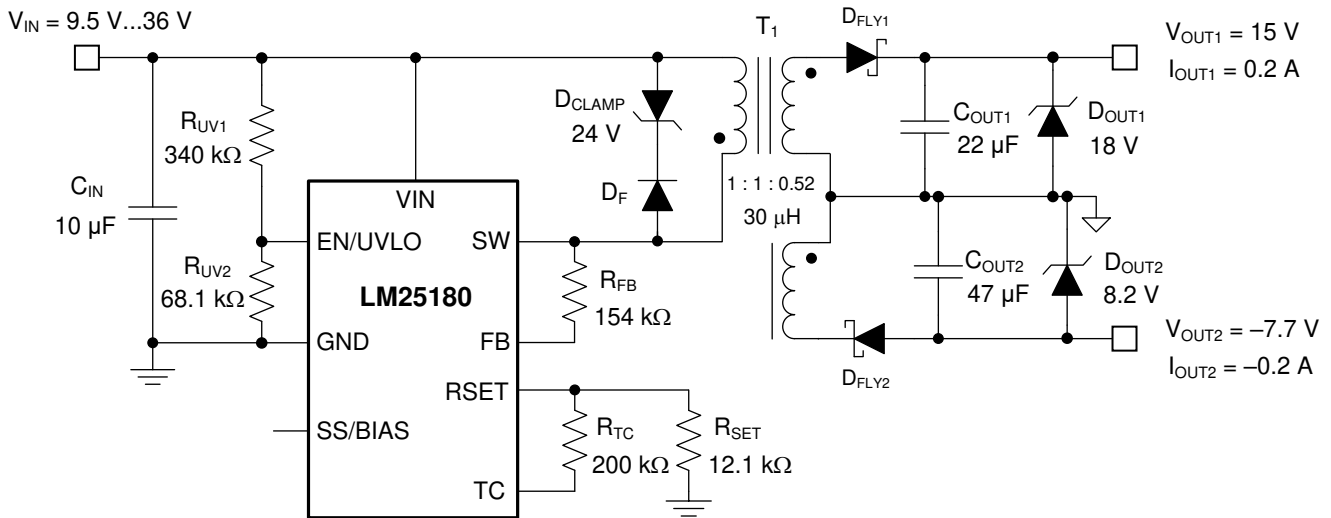 V_IN = 9.5 V...36 V
D_FLY1
T_1
V_OUT1 = 15 V
I_OUT1 = 0.2 A
R_UV1
340 kΩ
D_CLAMP
24 V
C_OUT1
22 µF
D_OUT1
18 V
C_IN
10 µF
VIN
D_F
1 : 1 : 0.52
30 µH
EN/UVLO
SW
R_UV2
68.1 kΩ
LM25180
R_FB
154 kΩ
C_OUT2
47 µF
D_OUT2
8.2 V
GND
FB
D_FLY2
V_OUT2 = –7.7 V
I_OUT2 = –0.2 A
RSET
SS/BIAS
R_TC
200 kΩ
R_SET
12.1 kΩ
TC